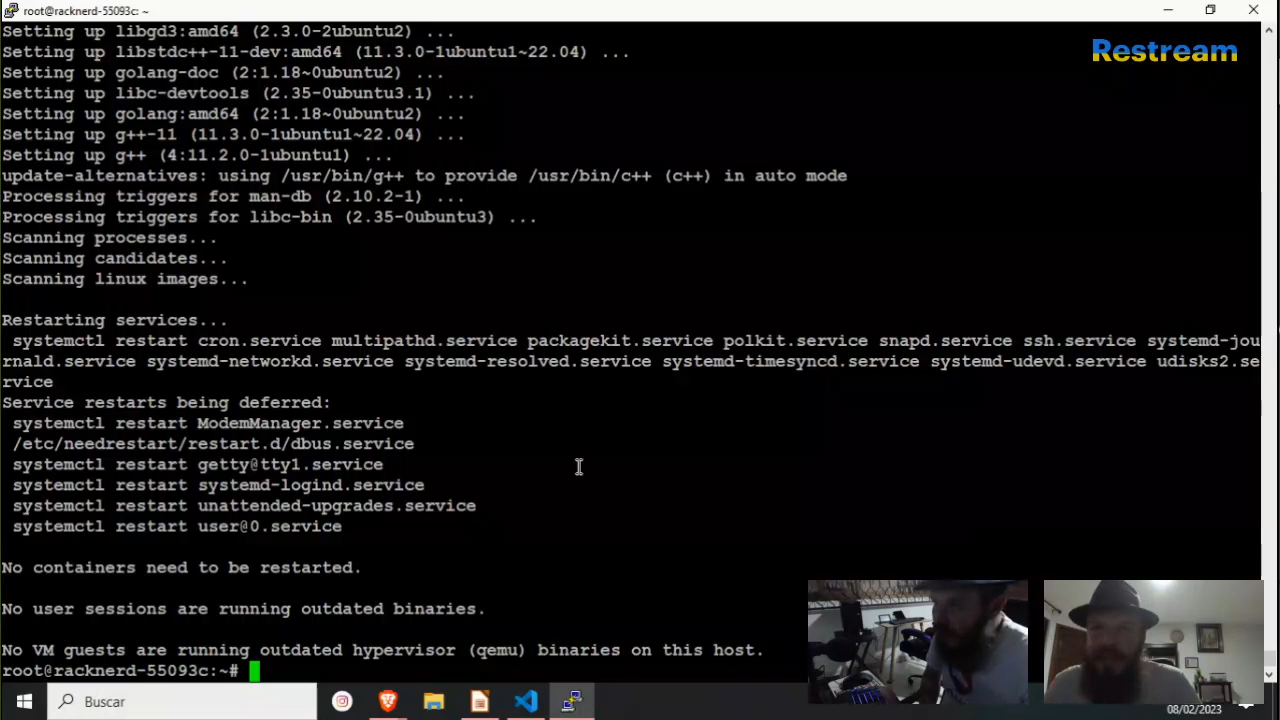 root@racknerd-55093c: ~
Restream
Setting up libgd3:amd64 (2.3.0-2ubuntu2) ...
Setting up libstdc++-11-dev:amd64 (11.3.0-1ubuntu1~22.04) ...
Setting up golang-doc (2:1.18~0ubuntu2) ...
Setting up libc-devtools (2.35-0ubuntu3.1) ...
Setting up golang:amd64 (2:1.18~0ubuntu2) ...
Setting up g++-11 (11.3.0-1ubuntu1~22.04) ...
Setting up g++ (4:11.2.0-1ubuntu1) ...
update-alternatives: using /usr/bin/g++ to provide /usr/bin/c++ (c++) in auto mode
Processing triggers for man-db (2.10.2-1) ...
Processing triggers for libc-bin (2.35-0ubuntu3) ...
Scanning processes...
Scanning candidates...
Scanning linux images...
Restarting services...
systemctl restart cron.service multipathd.service packagekit.service polkit.service snapd.service ssh.service systemd-jou
rnald.service systemd-networkd.service systemd-resolved.service systemd-timesyncd.service systemd-udevd.service udisks2.se
rvice
Service restarts being deferred:
systemctl restart ModemManager.service
/etc/needrestart/restart.d/dbus.service
systemctl restart getty@tty1.service
systemctl restart systemd-logind.service
systemctl restart unattended-upgrades.service
systemctl restart user@0.service
No containers need to be restarted.
No user sessions are running outdated binaries.
No VM guests are running outdated hypervisor (qemu) binaries on this host.
root@racknerd-55093c:~#
Buscar
08/02/2023